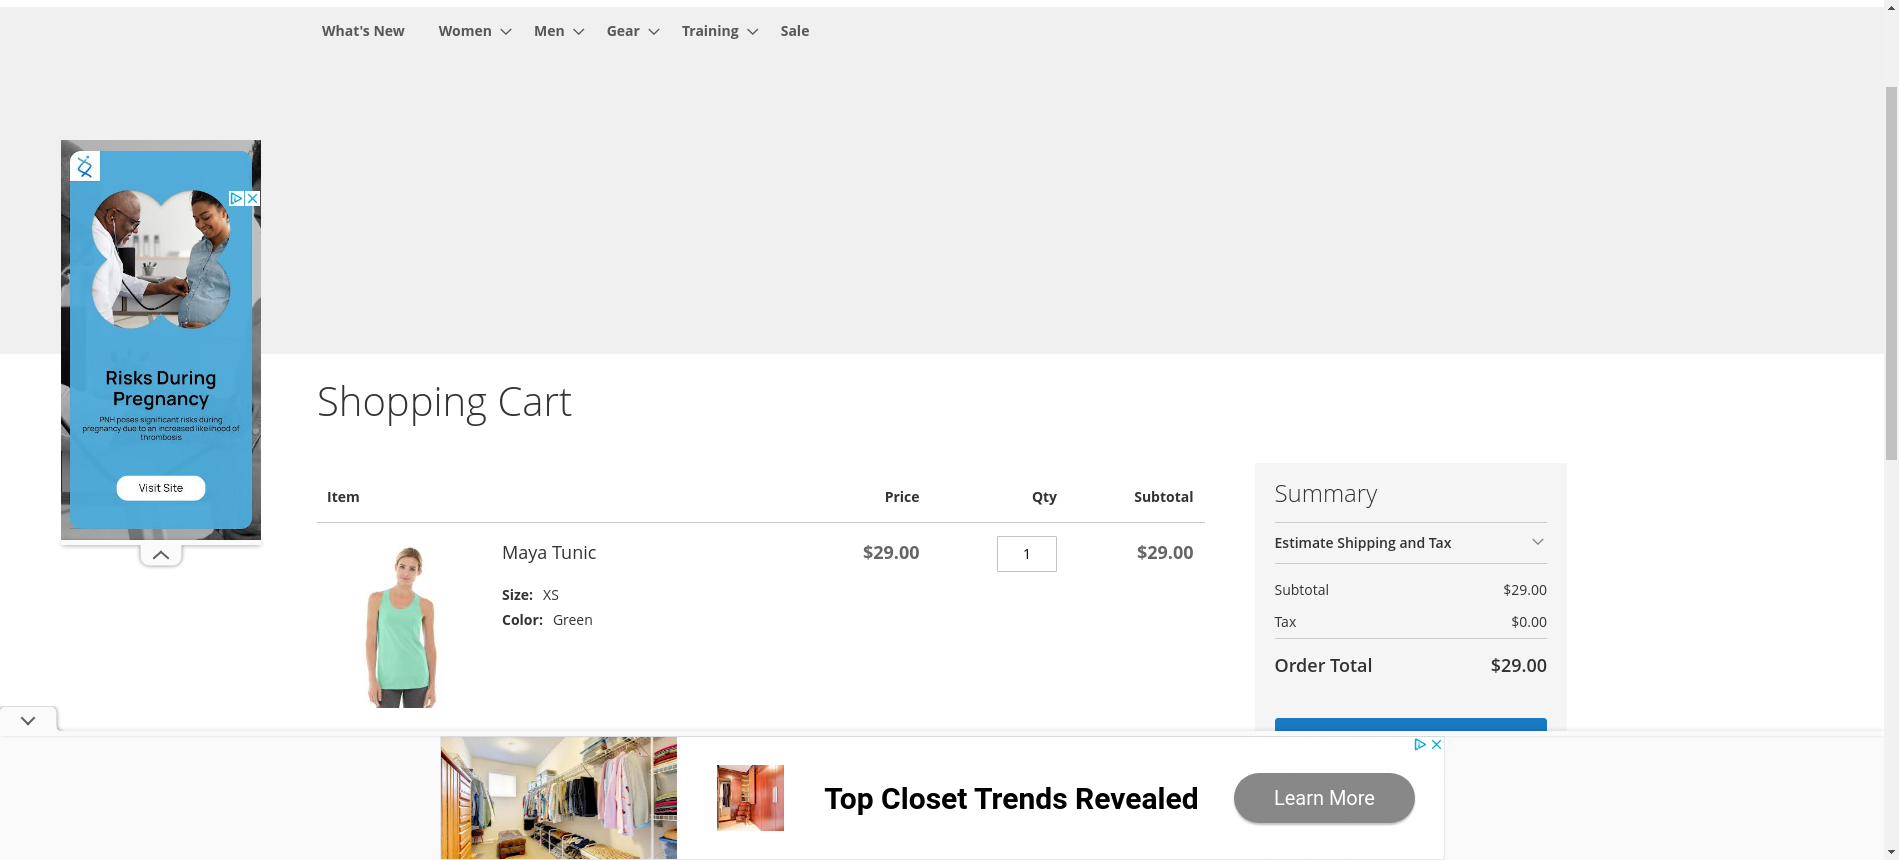 What's New Women Men Gear Training Sale
Risks During
Pregnancy
PNH poses significant risks during
pregnancy due to an increased likelihood of
thrombosis
Visit Site
Shopping Cart
Item Price Qty Subtotal
Maya Tunic $29.00 1 $29.00
Size: XS
Color: Green
Summary
Estimate Shipping and Tax
Subtotal $29.00
Tax $0.00
Order Total $29.00
Top Closet Trends Revealed
Learn More